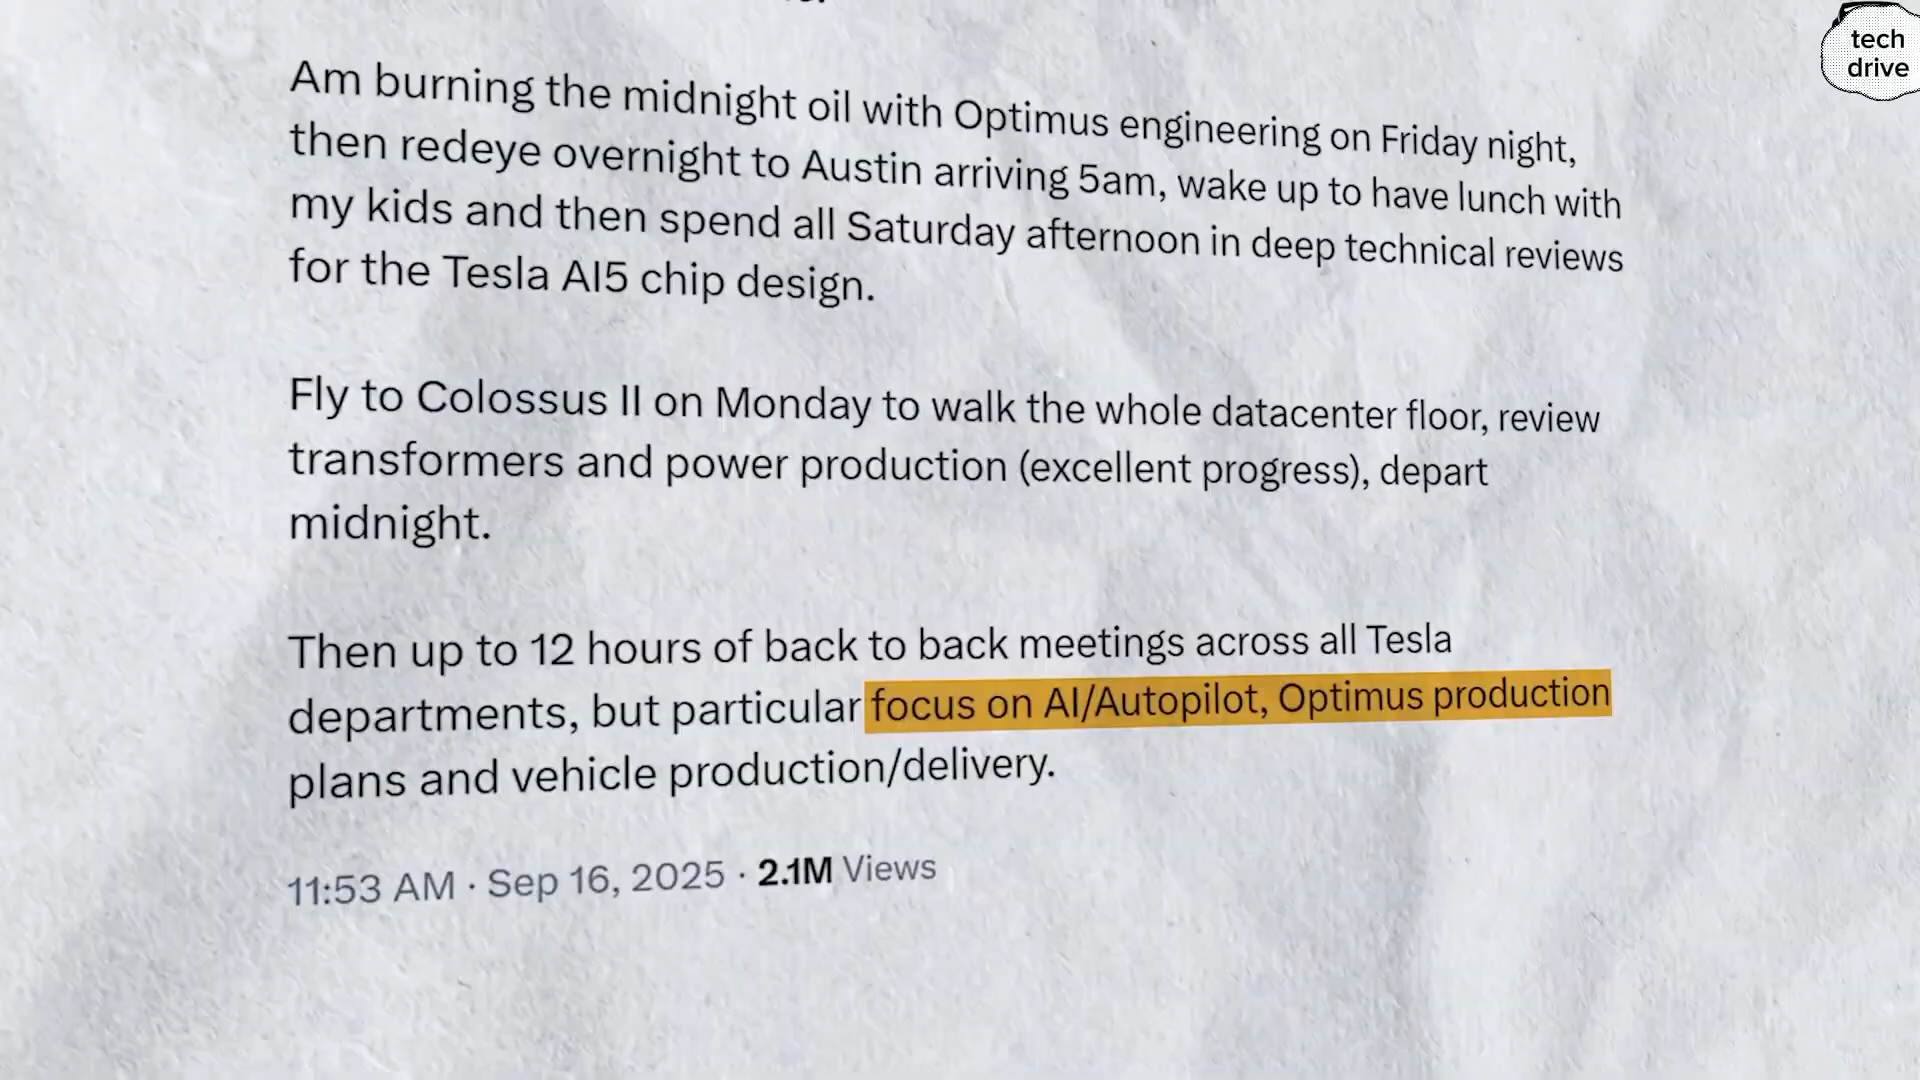 tech
drive
Am burning the midnight oil with Optimus engineering on Friday night,
then redeye overnight to Austin arriving 5am, wake up to have lunch with
my kids and then spend all Saturday afternoon in deep technical reviews
for the Tesla AI5 chip design.
Fly to Colossus II on Monday to walk the whole datacenter floor, review
transformers and power production (excellent progress), depart
midnight.
Then up to 12 hours of back to back meetings across all Tesla
departments, but particular focus on AI/Autopilot, Optimus production
plans and vehicle production/delivery.
11:53 AM · Sep 16, 2025 · 2.1M Views